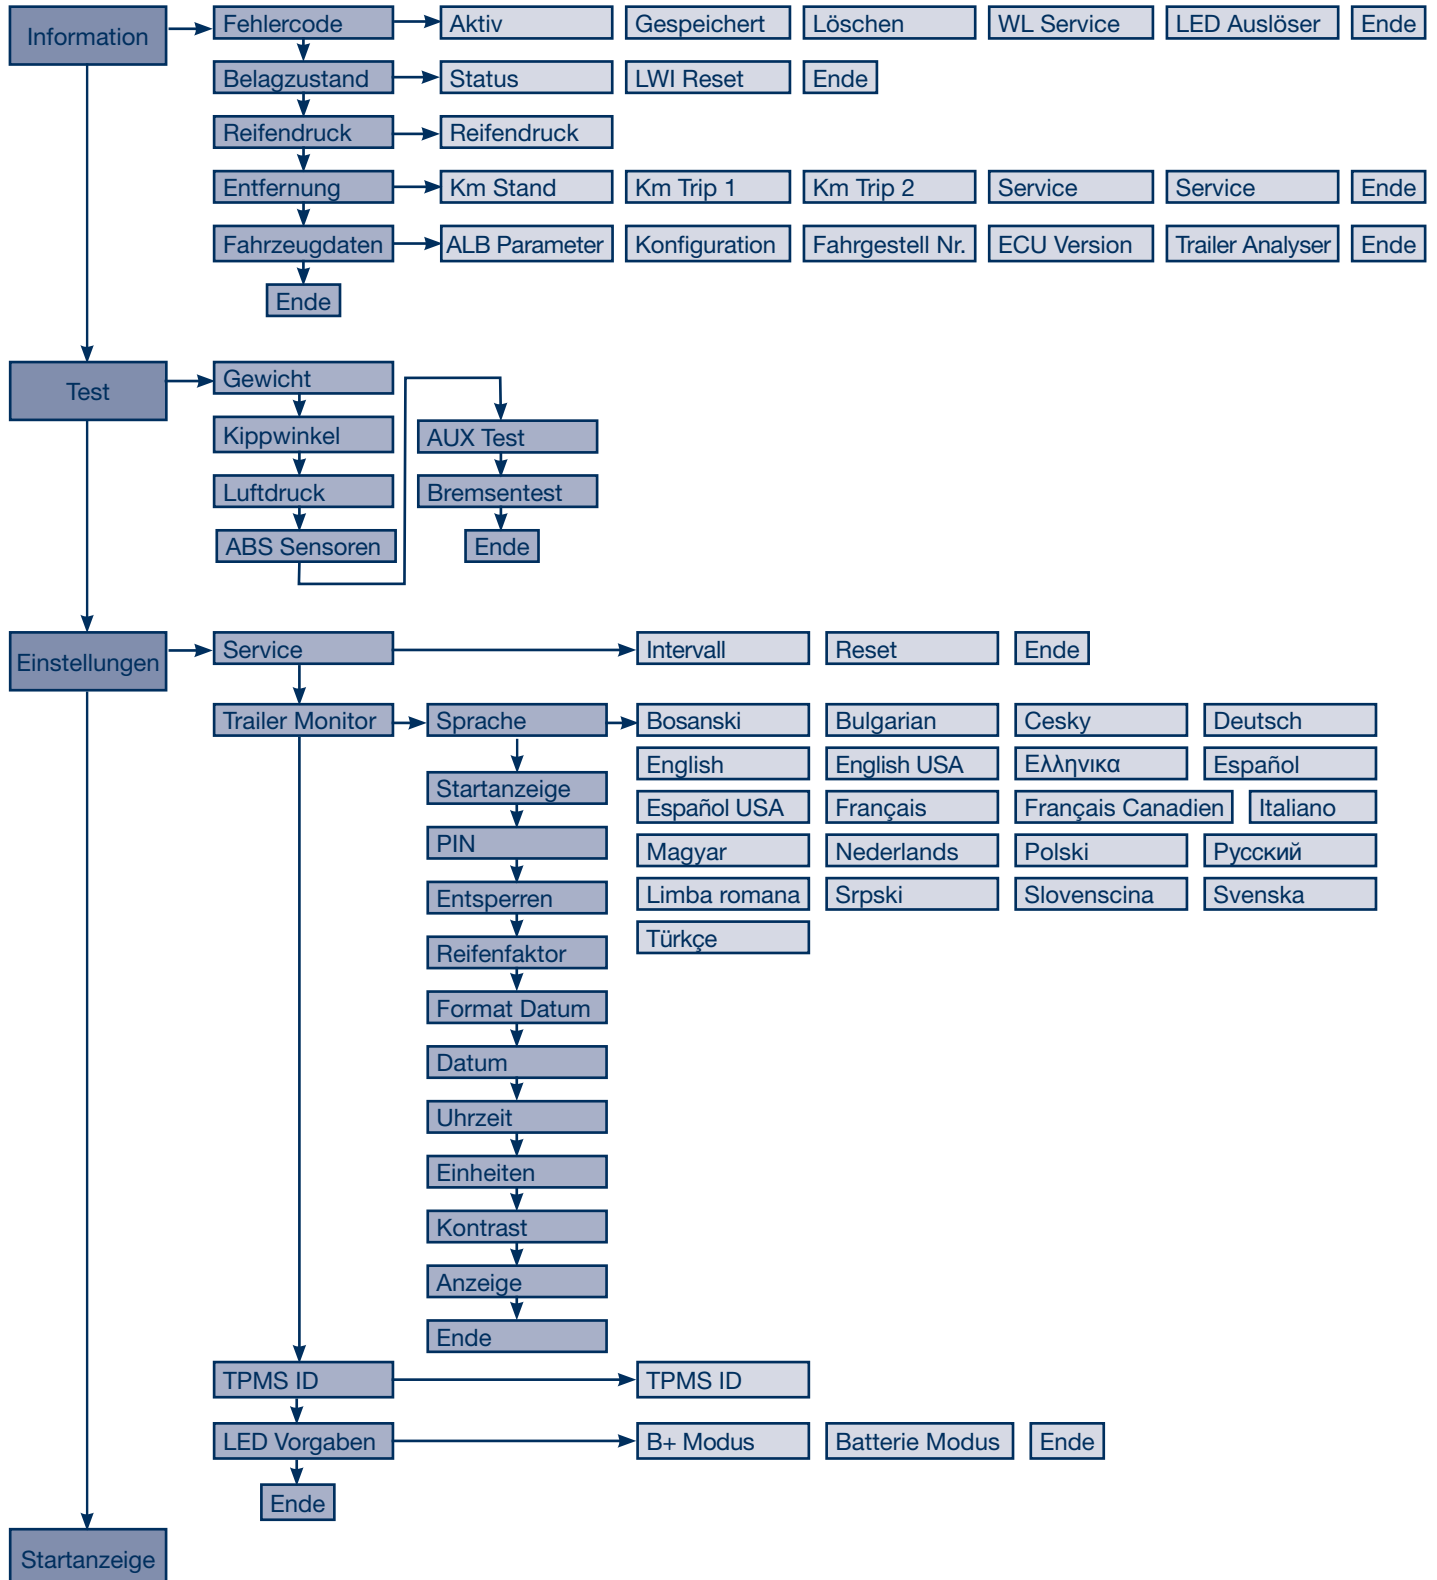 Information
Fehlercode
Aktiv
Gespeichert
Löschen
WL Service
LED Auslöser
Ende
Belagzustand
Status
LWI Reset
Ende
Reifendruck
Reifendruck
Entfernung
Km Stand
Km Trip 1
Km Trip 2
Service
Service
Ende
Fahrzeugdaten
ALB Parameter
Konfiguration
Fahrgestell Nr.
ECU Version
Trailer Analyser
Ende
Ende
Test
Gewicht
Kippwinkel
Luftdruck
ABS Sensoren
AUX Test
Bremsentest
Ende
Einstellungen
Service
Intervall
Reset
Ende
Trailer Monitor
Sprache
Bosanski
Bulgarian
Cesky
Deutsch
English
English USA
Ελληνικα
Español
Español USA
Français
Français Canadien
Italiano
Magyar
Nederlands
Polski
Русский
Limba romana
Srpski
Slovenscina
Svenska
Türkçe
Startanzeige
PIN
Entsperren
Reifenfaktor
Format Datum
Datum
Uhrzeit
Einheiten
Kontrast
Anzeige
Ende
TPMS ID
TPMS ID
LED Vorgaben
B+ Modus
Batterie Modus
Ende
Ende
Startanzeige